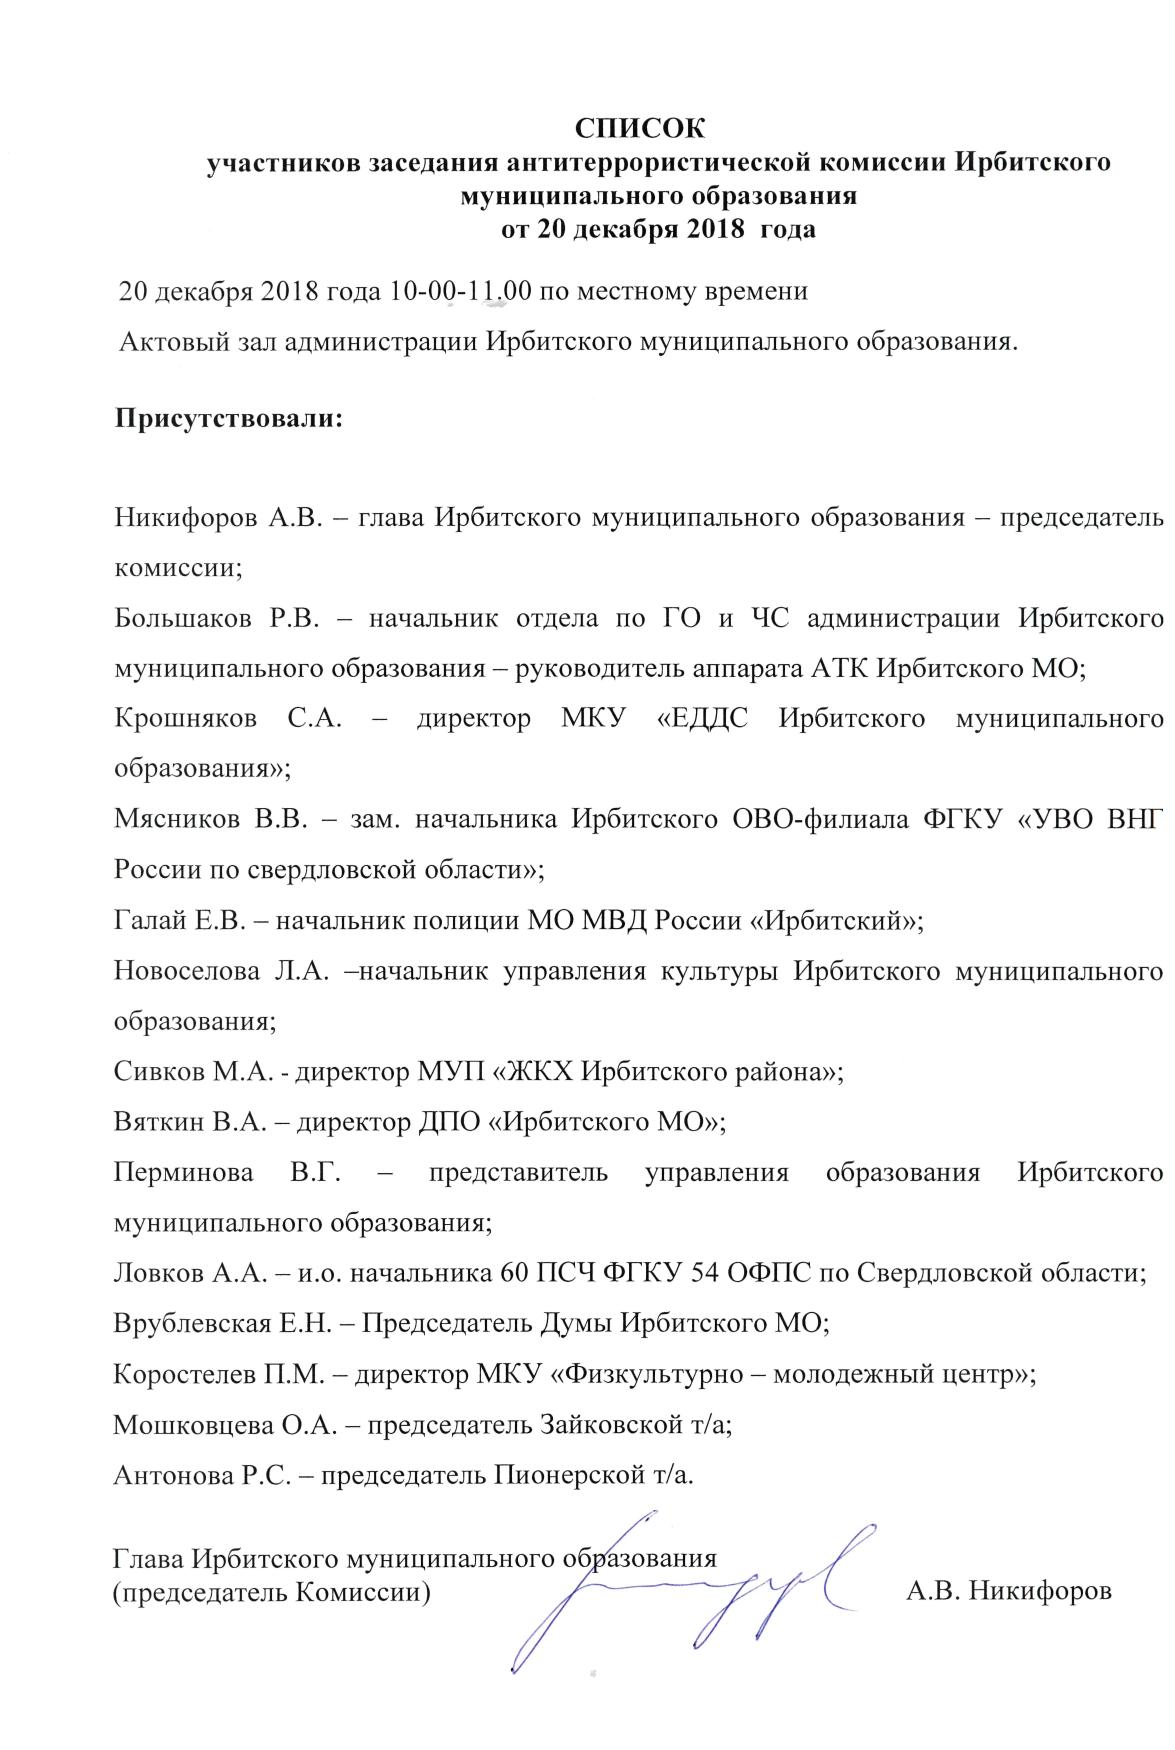 СПИСОК
участников заседания антитеррористической комиссии Ирбитского
муниципального образования
от 20 декабря 2018 года
20 декабря 2018 года 10-00-11.00 по местному времени
Актовый зал администрации Ирбитского муниципального образования.
Присутствовали:
Никифоров А.В. – глава Ирбитского муниципального образования – председатель
комиссии;
Большаков Р.В. – начальник отдела по ГО и ЧС администрации Ирбитского
муниципального образования – руководитель аппарата АТК Ирбитского МО;
Крошняков С.А. – директор МКУ «ЕДДС Ирбитского муниципального
образования»;
Мясников В.В. – зам. начальника Ирбитского ОВО-филиала ФГКУ «УВО ВНГ
России по свердловской области»;
Галай Е.В. – начальник полиции МО МВД России «Ирбитский»;
Новоселова Л.А. –начальник управления культуры Ирбитского муниципального
образования;
Сивков М.А. - директор МУП «ЖКХ Ирбитского района»;
Вяткин В.А. – директор ДПО «Ирбитского МО»;
Перминова В.Г. – представитель управления образования Ирбитского
муниципального образования;
Ловков А.А. – и.о. начальника 60 ПСЧ ФГКУ 54 ОФПС по Свердловской области;
Врублевская Е.Н. – Председатель Думы Ирбитского МО;
Коростелев П.М. – директор МКУ «Физкультурно – молодежный центр»;
Мошковцева О.А. – председатель Зайковской т/а;
Антонова Р.С. – председатель Пионерской т/а.
Глава Ирбитского муниципального образования
(председатель Комиссии) А.В. Никифоров